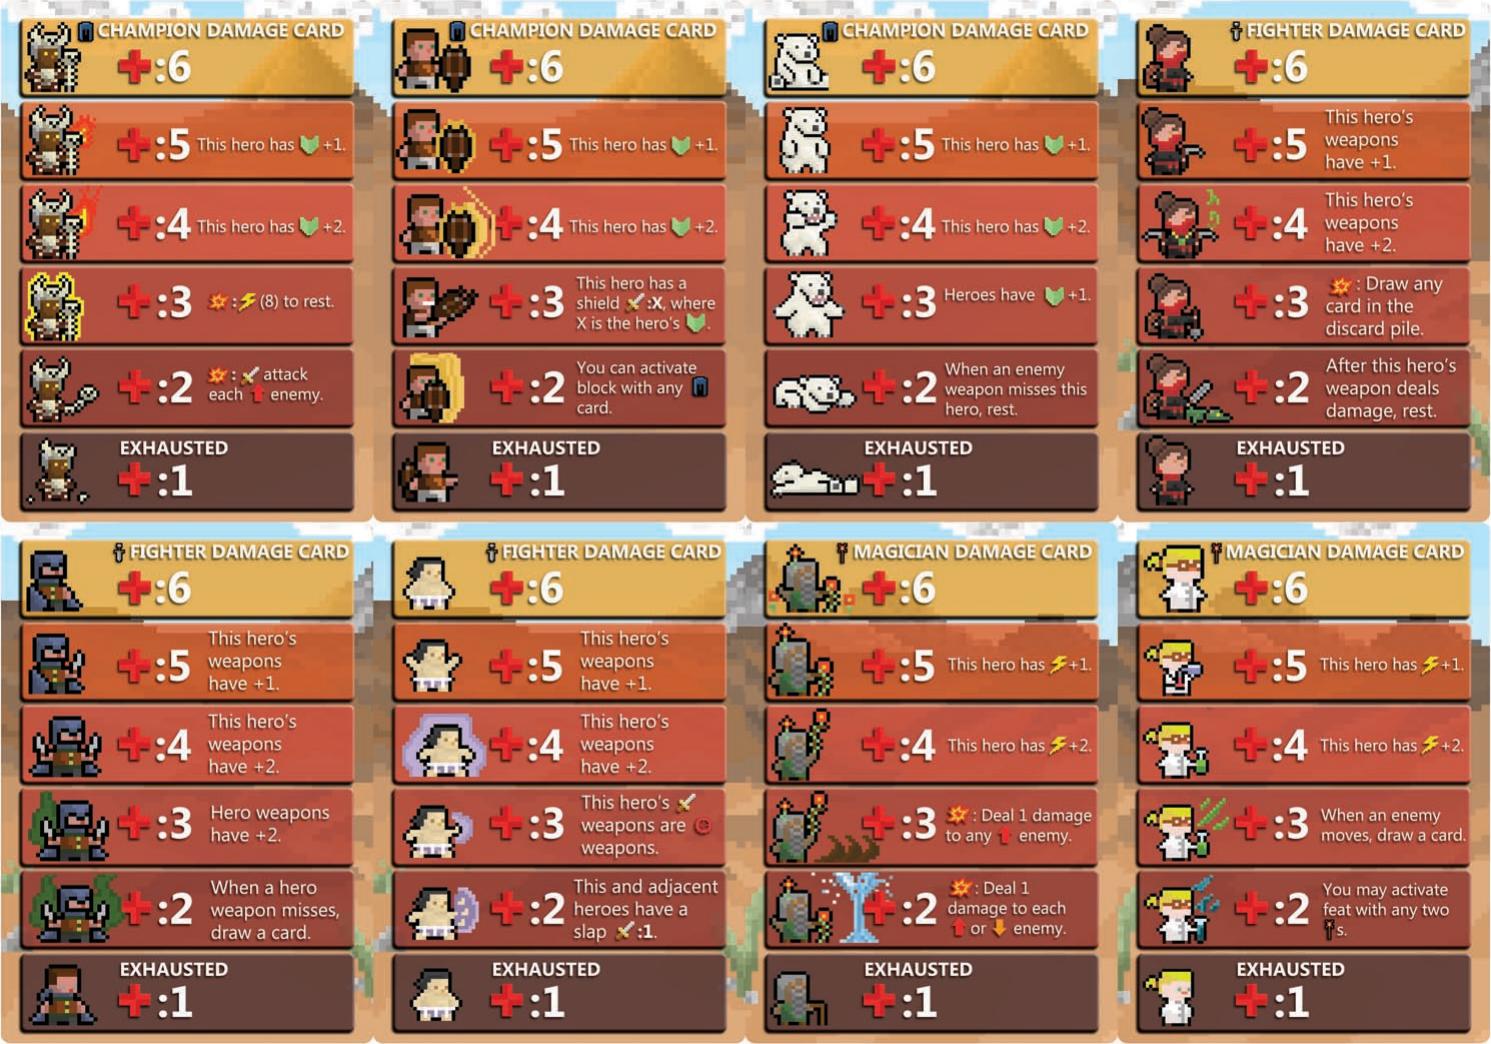 CHAMPION DAMAGE CARD
:6
:5 This hero has +1.
:4 This hero has +2.
:3 : (8) to rest.
:2 : attack
each enemy.
EXHAUSTED
:1
CHAMPION DAMAGE CARD
:6
:5 This hero has +1.
:4 This hero has +2.
:3 This hero has a
shield :X, where
X is the hero's .
:2 You can activate
block with any
card.
EXHAUSTED
:1
CHAMPION DAMAGE CARD
:6
:5 This hero has +1.
:4 This hero has +2.
:3 Heroes have +1.
:2 When an enemy
weapon misses this
hero, rest.
EXHAUSTED
:1
FIGHTER DAMAGE CARD
:6
:5 This hero's
weapons
have +1.
:4 This hero's
weapons
have +2.
:3 : Draw any
card in the
discard pile.
:2 After this hero's
weapon deals
damage, rest.
EXHAUSTED
:1
FIGHTER DAMAGE CARD
:6
:5 This hero's
weapons
have +1.
:4 This hero's
weapons
have +2.
:3 Hero weapons
have +2.
:2 When a hero
weapon misses,
draw a card.
EXHAUSTED
:1
FIGHTER DAMAGE CARD
:6
:5 This hero's
weapons
have +1.
:4 This hero's
weapons
have +2.
:3 This hero's
weapons are
weapons.
:2 This and adjacent
heroes have a
slap :1.
EXHAUSTED
:1
MAGICIAN DAMAGE CARD
:6
:5 This hero has +1.
:4 This hero has +2.
:3 : Deal 1 damage
to any enemy.
:2 : Deal 1
damage to each
or enemy.
EXHAUSTED
:1
MAGICIAN DAMAGE CARD
:6
:5 This hero has +1.
:4 This hero has +2.
:3 When an enemy
moves, draw a card.
:2 You may activate
feat with any two
s.
EXHAUSTED
:1